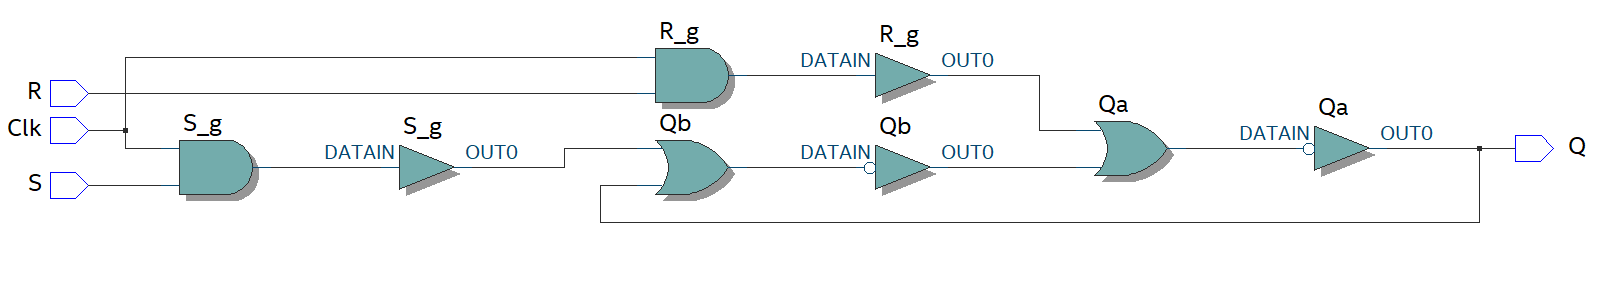 R_g
R_g
DATAIN
OUT0
R
Clk
S_g
S_g
Qb
Qb
Qa
Qa
DATAIN
OUT0
DATAIN
OUT0
DATAIN
OUT0
Q
S